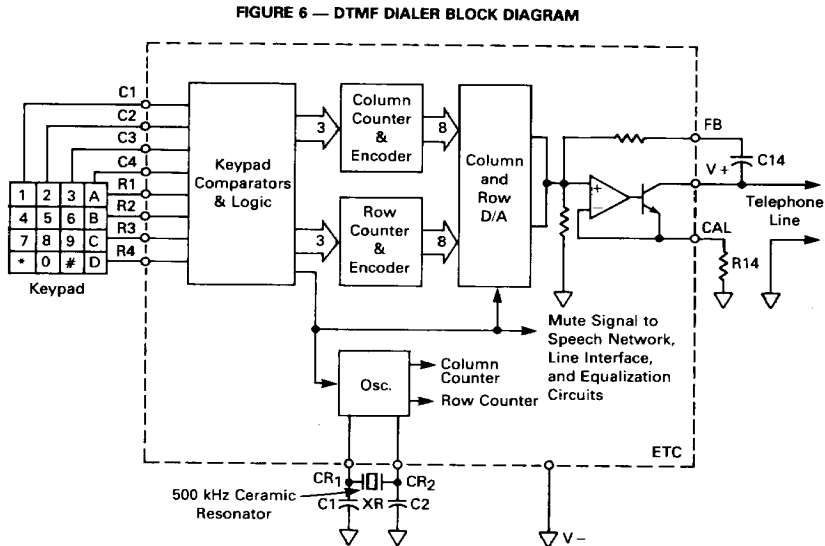 FIGURE 6 — DTMF DIALER BLOCK DIAGRAM
C1
C2
C3
C4
R1
R2
R3
R4
1 2 3 A
4 5 6 B
7 8 9 C
* 0 # D
Keypad
Keypad
Comparators
& Logic
3
Column
Counter
&
Encoder
8
3
Row
Counter
&
Encoder
8
Column
and
Row
D/A
+
−
FB
C14
V+
Telephone
Line
CAL
R14
Mute Signal to
Speech Network,
Line Interface,
and Equalization
Circuits
Osc.
Column
Counter
Row Counter
ETC
CR1
CR2
500 kHz Ceramic
Resonator
C1
XR
C2
V−